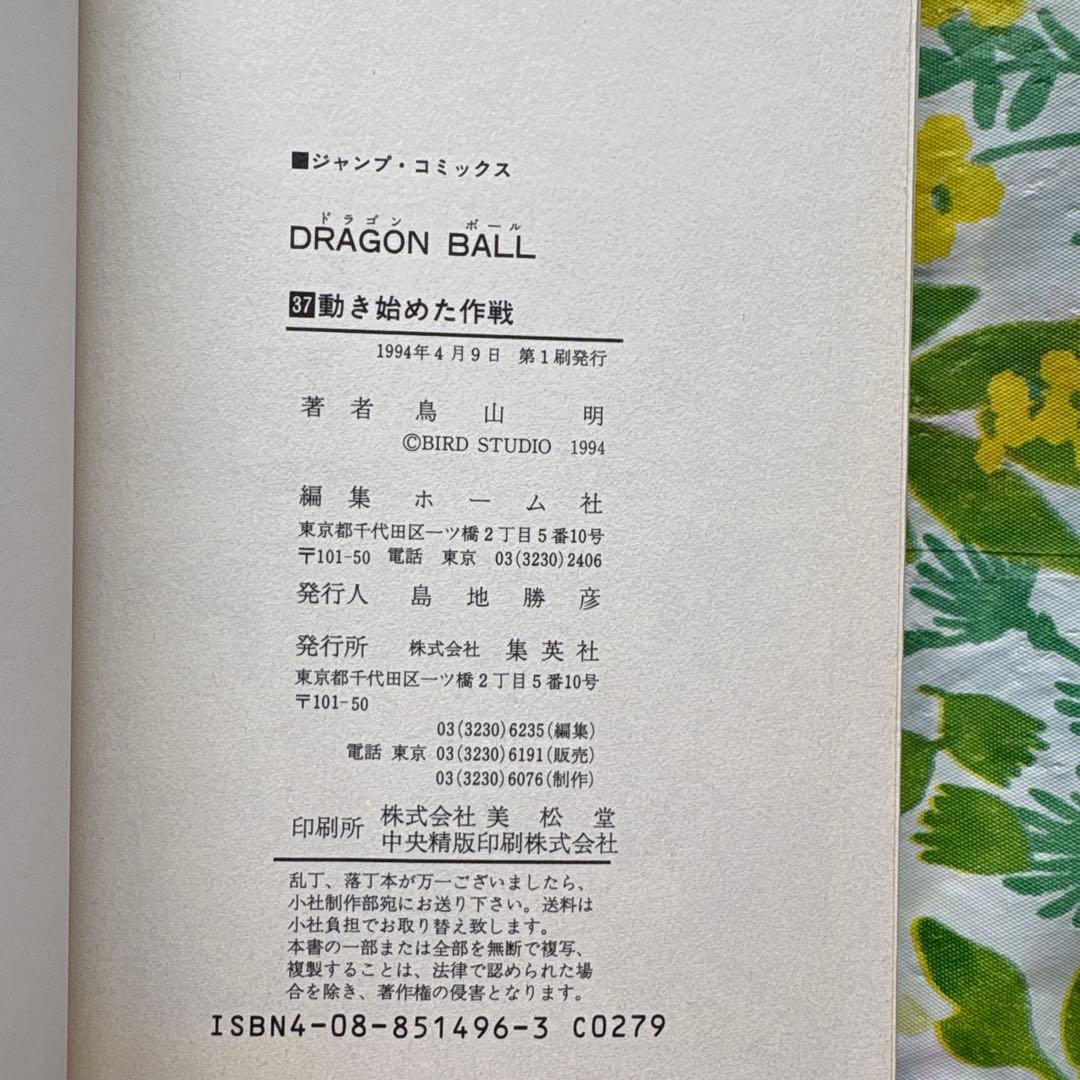 ■ジャンプ・コミックス
ドラゴン ボール
DRAGON BALL
37動き始めた作戦
1994年4月9日 第1刷発行
著者 鳥山 明
©BIRD STUDIO 1994
編集 ホーム社
東京都千代田区一ツ橋2丁目5番10号
〒101-50 電話 東京 03(3230)2406
発行人 島地勝彦
発行所 株式会社 集英社
東京都千代田区一ツ橋2丁目5番10号
〒101-50
03(3230)6235(編集)
電話 東京 03(3230)6191(販売)
03(3230)6076(制作)
印刷所 株式会社 美松堂
中央精版印刷株式会社
乱丁、落丁本が万一ございましたら、
小社制作部宛にお送り下さい。送料は
小社負担でお取り替え致します。
本書の一部または全部を無断で複写、
複製することは、法律で認められた場
合を除き、著作権の侵害となります。
ISBN4-08-851496-3 C0279